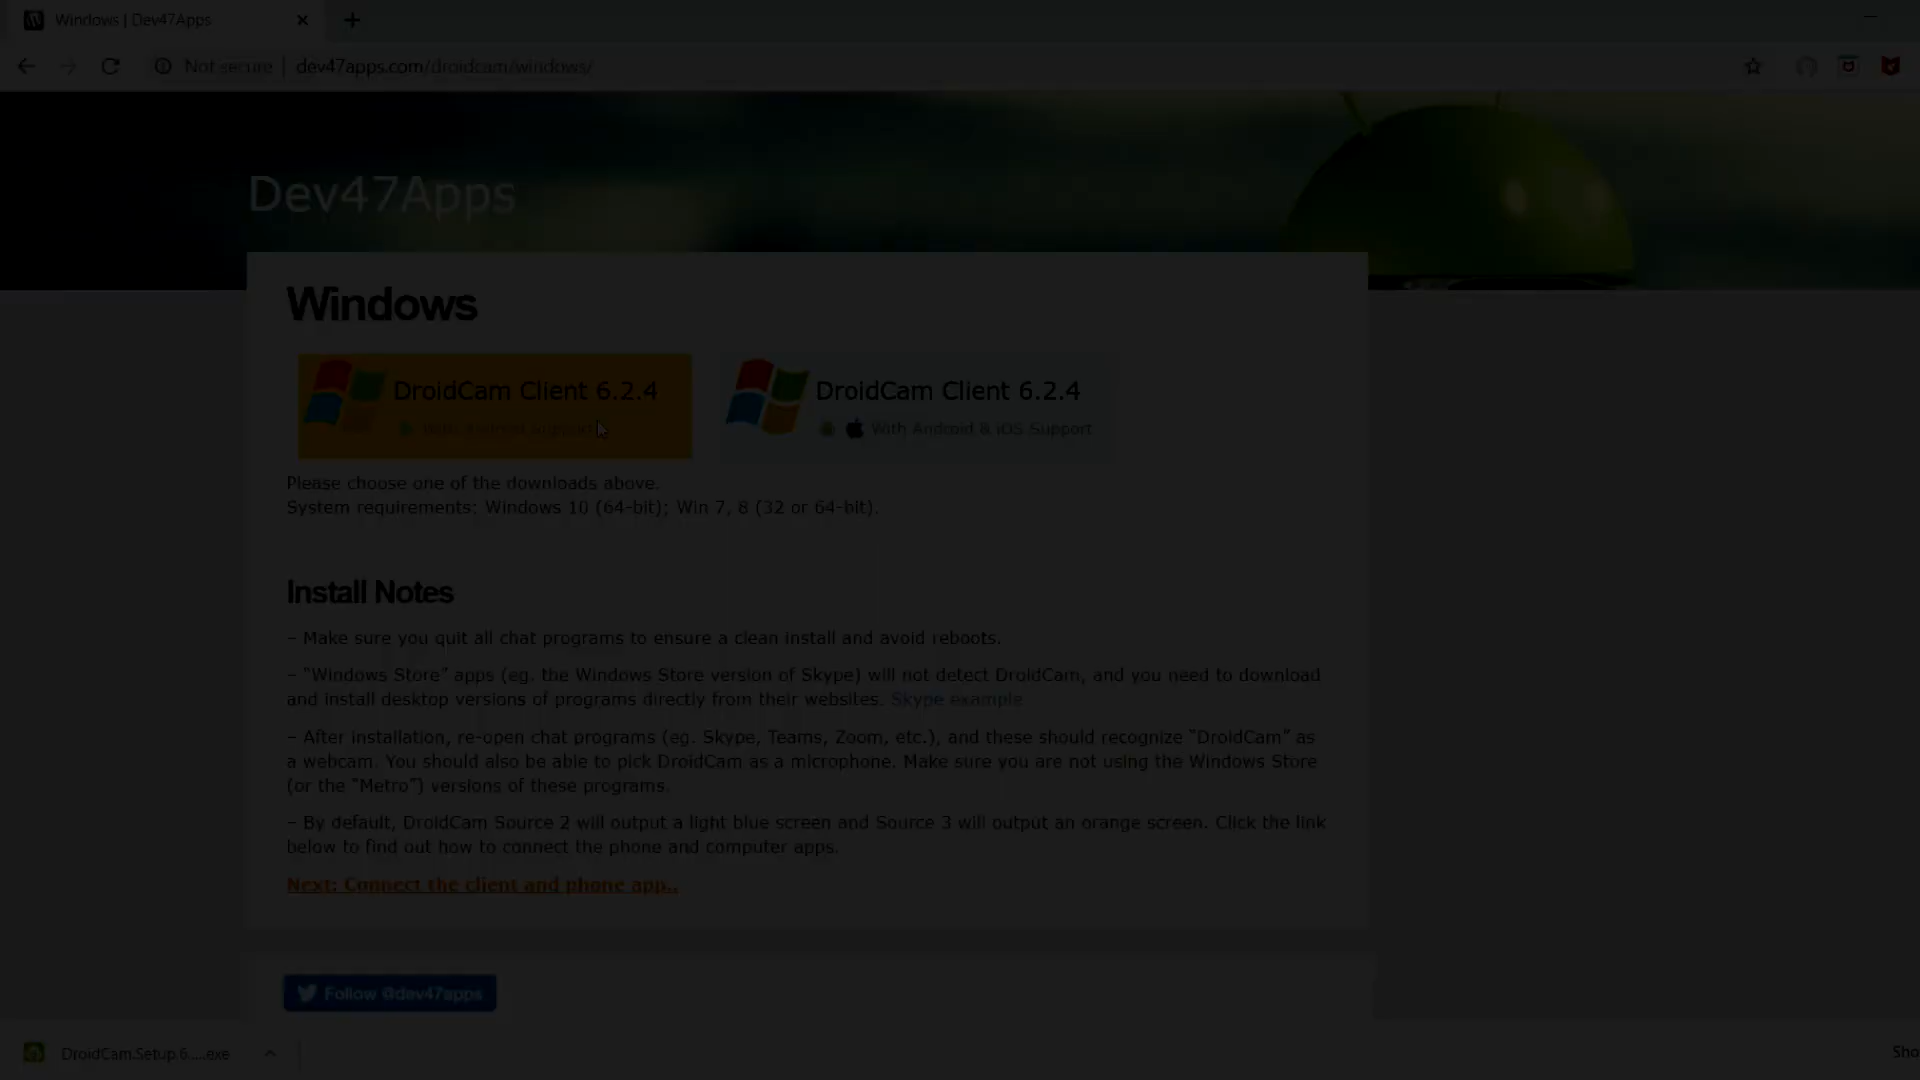 Windows | Dev47Apps
Not secure | dev47apps.com/droidcam/windows/
Dev47Apps
Windows
DroidCam Client 6.2.4
With Android Support
DroidCam Client 6.2.4
With Android & iOS Support
Please choose one of the downloads above.
System requirements: Windows 10 (64-bit); Win 7, 8 (32 or 64-bit).
Install Notes
– Make sure you quit all chat programs to ensure a clean install and avoid reboots.
– “Windows Store” apps (eg. the Windows Store version of Skype) will not detect DroidCam, and you need to download
and install desktop versions of programs directly from their websites. Skype example
– After installation, re-open chat programs (eg. Skype, Teams, Zoom, etc.), and these should recognize “DroidCam” as
a webcam. You should also be able to pick DroidCam as a microphone. Make sure you are not using the Windows Store
(or the “Metro”) versions of these programs.
– By default, DroidCam Source 2 will output a light blue screen and Source 3 will output an orange screen. Click the link
below to find out how to connect the phone and computer apps.
Next: Connect the client and phone app..
Follow @dev47apps
DroidCam.Setup.6....exe
Sho